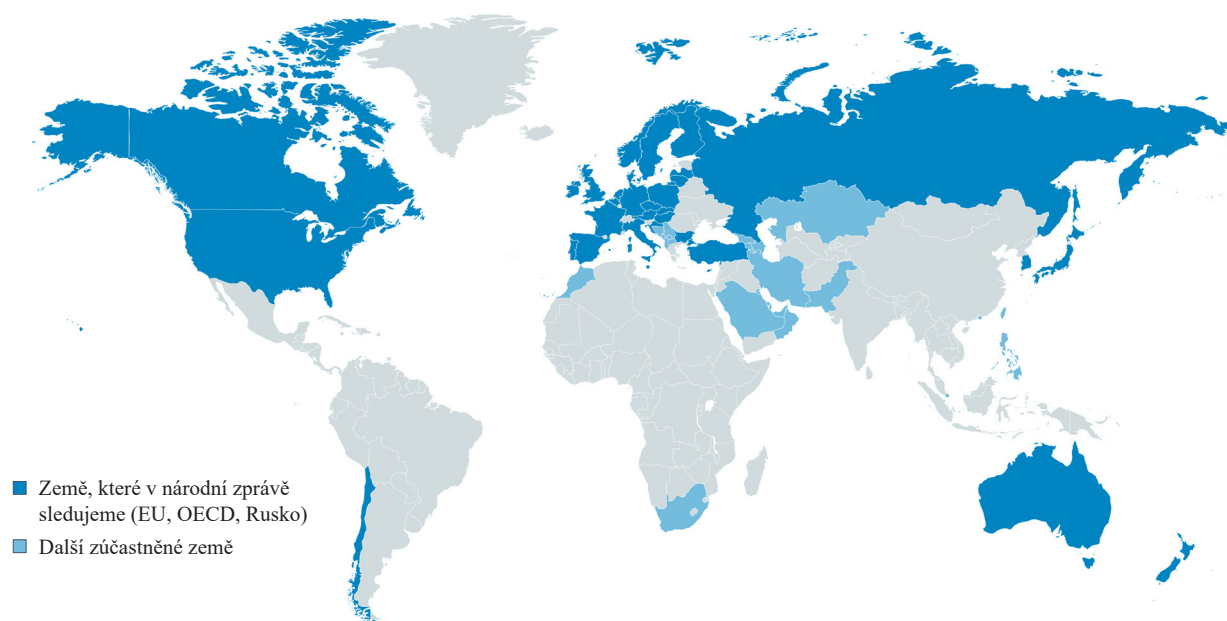 Země, které v národní zprávě
sledujeme (EU, OECD, Rusko)
Další zúčastněné země